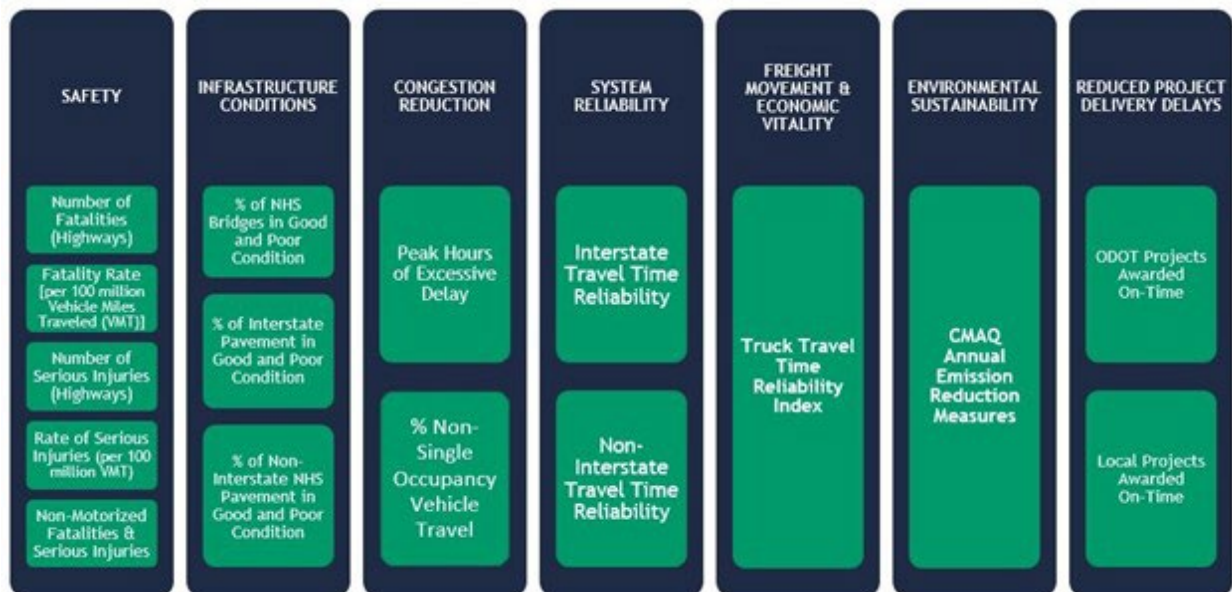 SAFETY
Number of
Fatalities
(Highways)
Fatality Rate
[per 100 million
Vehicle Miles
Traveled (VMT)]
Number of
Serious Injuries
(Highways)
Rate of Serious
Injuries (per 100
million VMT)
Non-Motorized
Fatalities &
Serious Injuries
INFRASTRUCTURE
CONDITIONS
% of NHS
Bridges in Good
and Poor
Condition
% of Interstate
Pavement in
Good and Poor
Condition
% of Non-
Interstate NHS
Pavement in
Good and Poor
Condition
CONGESTION
REDUCTION
Peak Hours
of Excessive
Delay
% Non-
Single
Occupancy
Vehicle
Travel
SYSTEM
RELIABILITY
Interstate
Travel Time
Reliability
Non-
Interstate
Travel Time
Reliability
FREIGHT
MOVEMENT &
ECONOMIC
VITALITY
Truck Travel
Time
Reliability
Index
ENVIRONMENTAL
SUSTAINABILITY
CMAQ
Annual
Emission
Reduction
Measures
REDUCED PROJECT
DELIVERY DELAYS
ODOT Projects
Awarded
On-Time
Local Projects
Awarded
On-Time